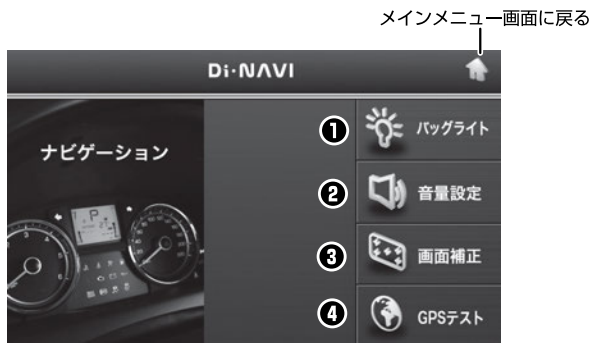 メインメニュー画面に戻る
Di·NAVI
ナビゲーション
❶ バッグライト
❷ 音量設定
❸ 画面補正
❹ GPSテスト